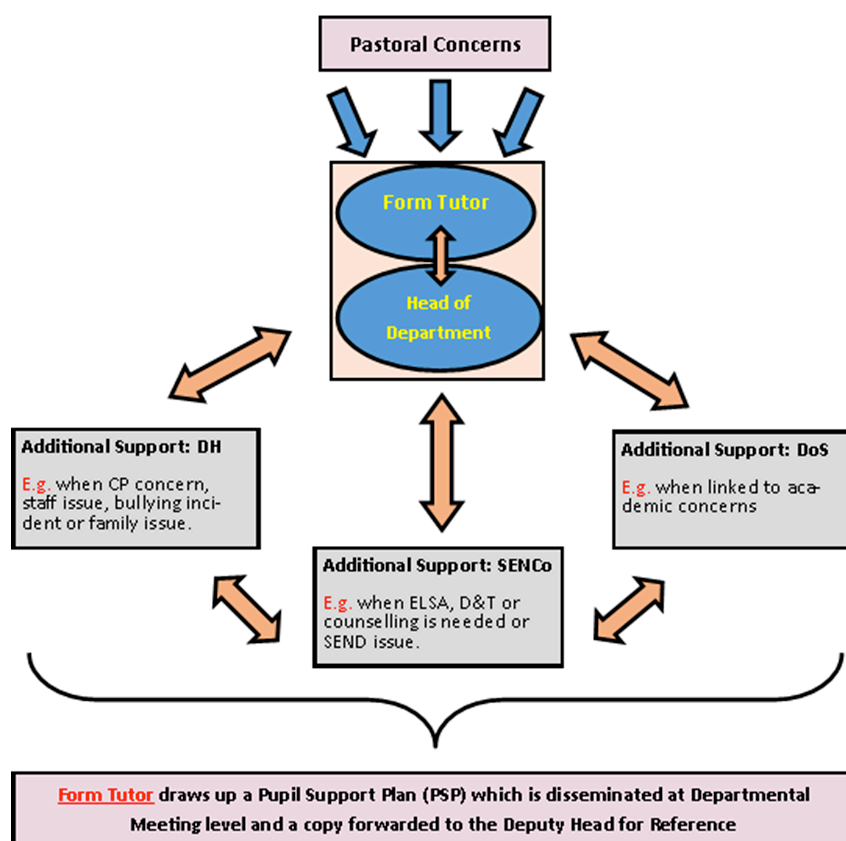 Pastoral Concerns
Form Tutor
Head of
Department
Additional Support: DH
E.g. when CP concern,
staff issue, bullying inci-
dent or family issue.
Additional Support: DoS
E.g. when linked to aca-
demic concerns
Additional Support: SENCo
E.g. when ELSA, D&T or
counselling is needed or
SEND issue.
Form Tutor draws up a Pupil Support Plan (PSP) which is disseminated at Departmental
Meeting level and a copy forwarded to the Deputy Head for Reference